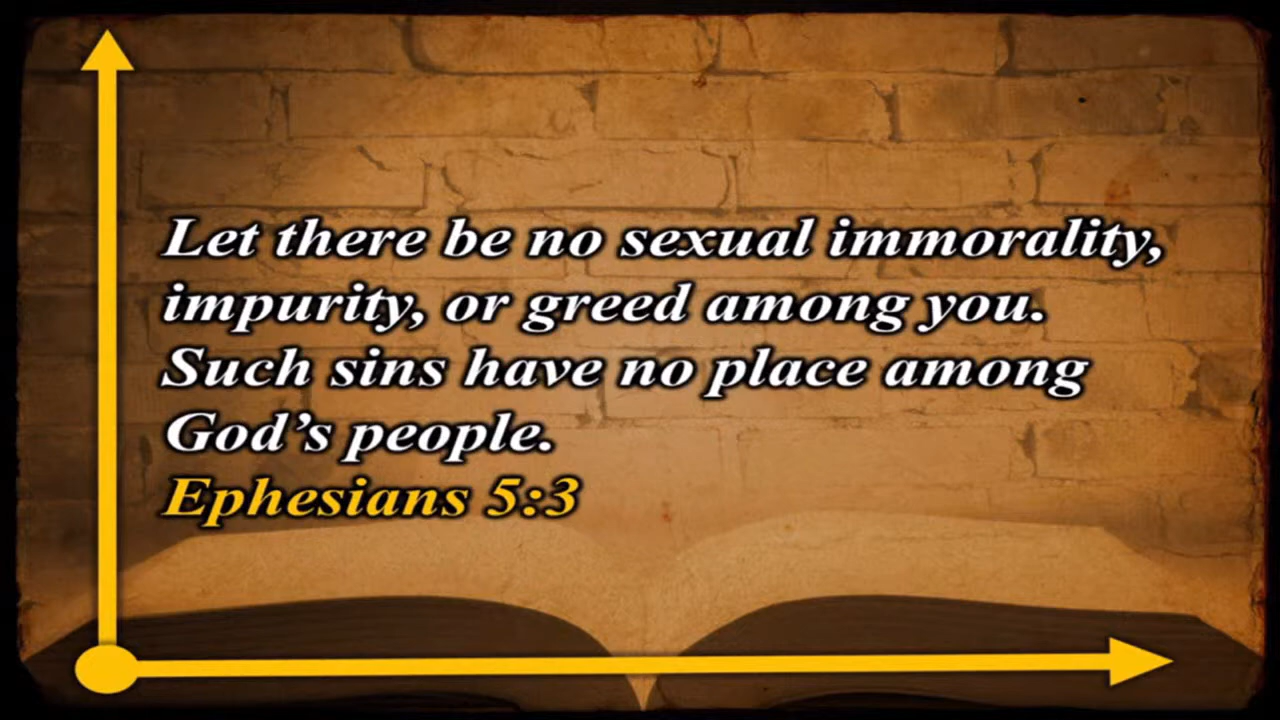 Let there be no sexual immorality,
impurity, or greed among you.
Such sins have no place among
God’s people.
Ephesians 5:3